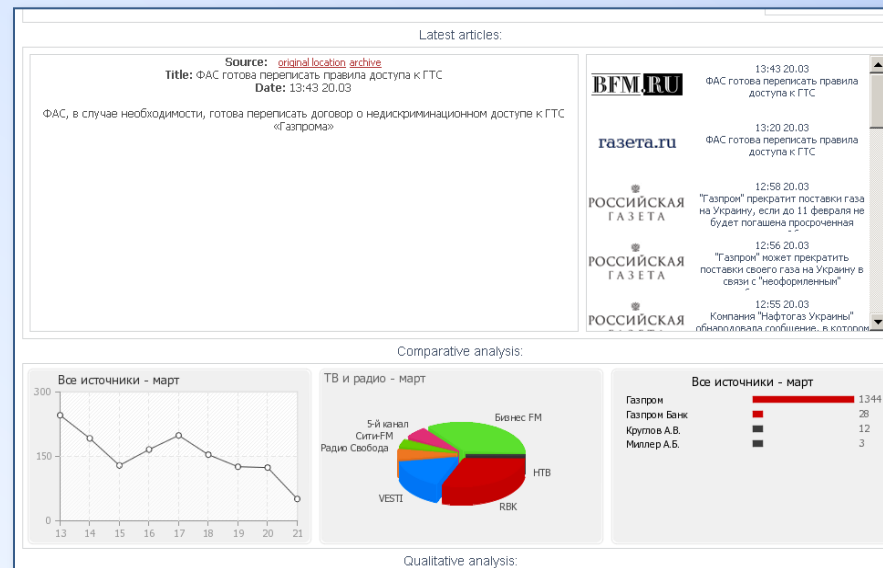 Latest articles:
Source: original location archive
Title: ФАС готова переписать правила доступа к ГТС
Date: 13:43 20.03
ФАС, в случае необходимости, готова переписать договор о недискриминационном доступе к ГТС
«Газпрома»
BFM.RU
13:43 20.03
ФАС готова переписать правила
доступа к ГТС
газета.ru
13:20 20.03
ФАС готова переписать правила
доступа к ГТС
РОССИЙСКАЯ
ГАЗЕТА
12:58 20.03
"Газпром" прекратит поставки газа
на Украину, если до 11 февраля не
будет погашена просроченная
РОССИЙСКАЯ
ГАЗЕТА
12:56 20.03
"Газпром" может прекратить
поставки своего газа на Украину в
связи с "неоформленным"
РОССИЙСКАЯ
12:55 20.03
Компания "Нафтогаз Украины"
обнародовала сообщение, в котором
Comparative analysis:
Все источники - март
300
150
0
13 14 15 16 17 18 19 20 21
ТВ и радио - март
Бизнес FM
5-й канал
Сити-FM
Радио Свобода
VESTI
RBK
НТВ
Все источники - март
Газпром 1344
Газпром Банк 28
Круглов А.В. 12
Миллер А.Б. 3
Qualitative analysis: